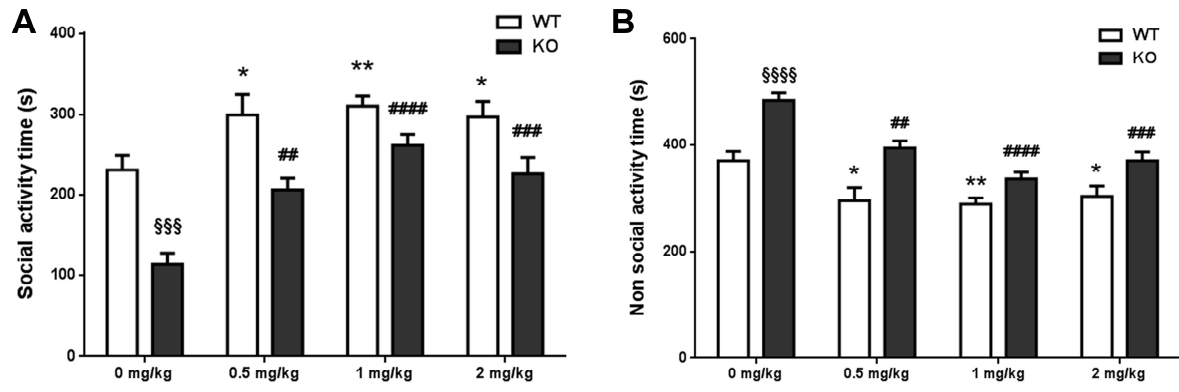 A
Social activity time (s)
400
300
200
100
0
WT
KO
*
§§§
*
##
**
####
*
###
0 mg/kg
0.5 mg/kg
1 mg/kg
2 mg/kg
B
Non social activity time (s)
600
400
200
0
WT
KO
§§§§
*
##
**
####
*
###
0 mg/kg
0.5 mg/kg
1 mg/kg
2 mg/kg